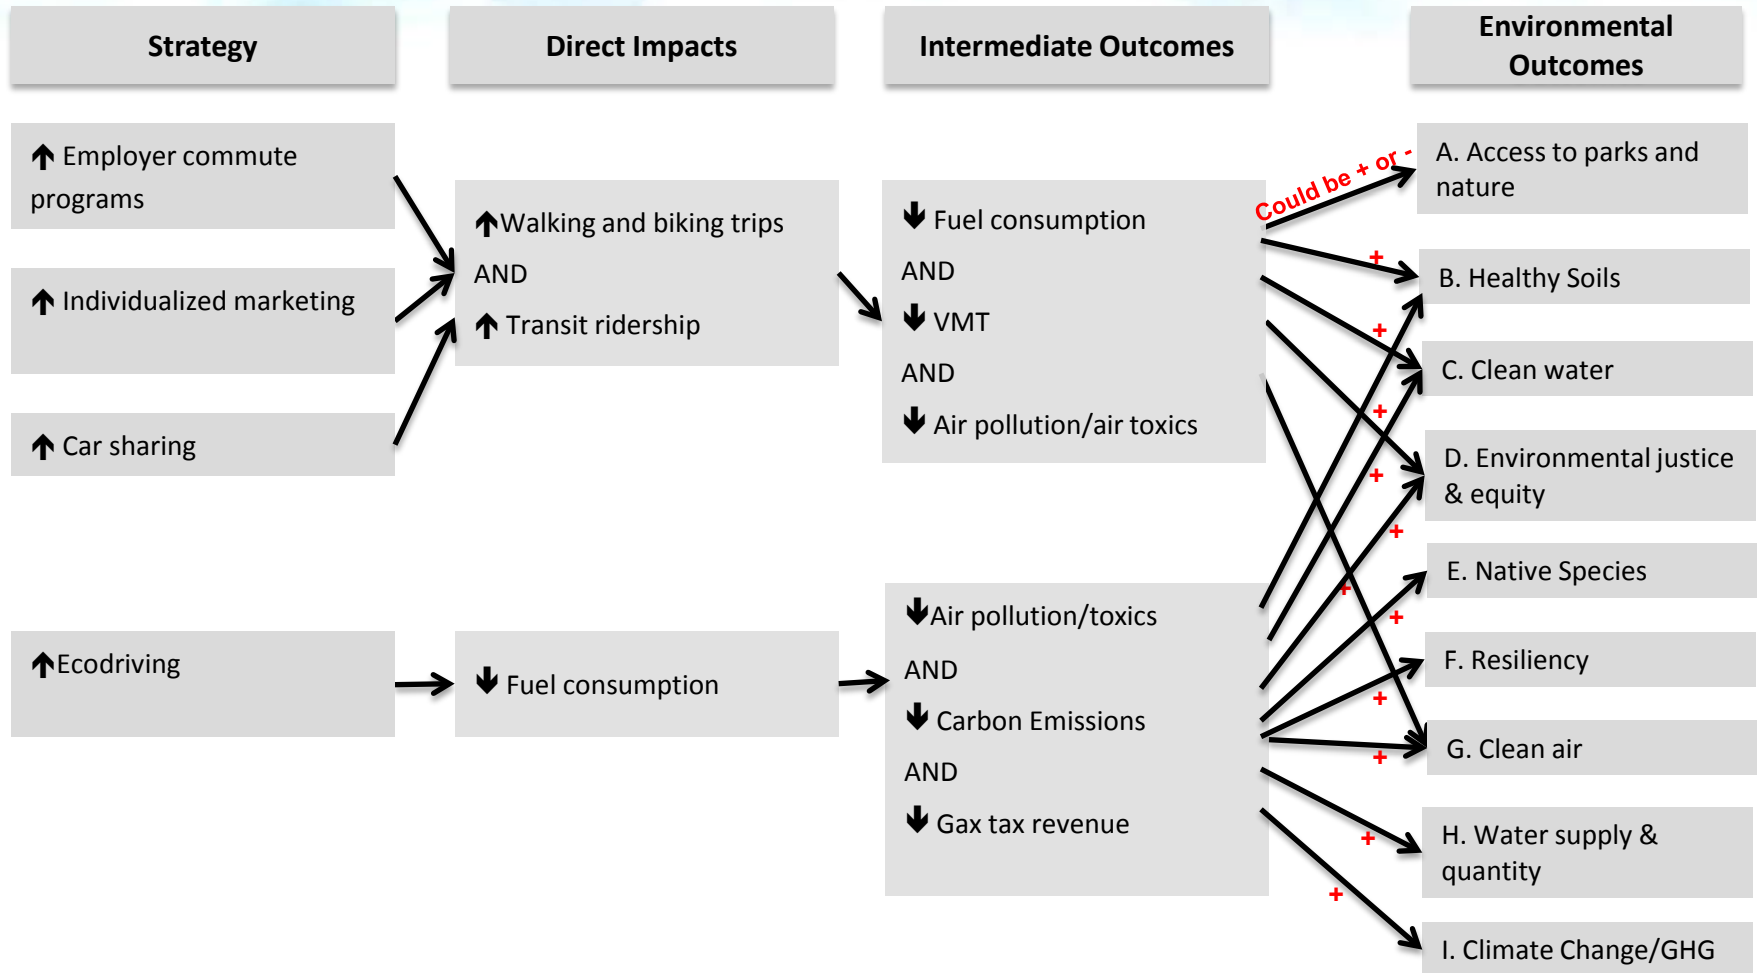 Strategy
Direct Impacts
Intermediate Outcomes
Environmental
Outcomes
↑ Employer commute
programs
↑ Individualized marketing
↑ Car sharing
↑Ecodriving
↑Walking and biking trips
AND
↑ Transit ridership
↓ Fuel consumption
↓ Fuel consumption
AND
↓ VMT
AND
↓ Air pollution/air toxics
↓Air pollution/toxics
AND
↓ Carbon Emissions
AND
↓ Gax tax revenue
Could be + or -
+
+
+
+
+
+
+
+
+
+
+
A. Access to parks and
nature
B. Healthy Soils
C. Clean water
D. Environmental justice
& equity
E. Native Species
F. Resiliency
G. Clean air
H. Water supply &
quantity
I. Climate Change/GHG